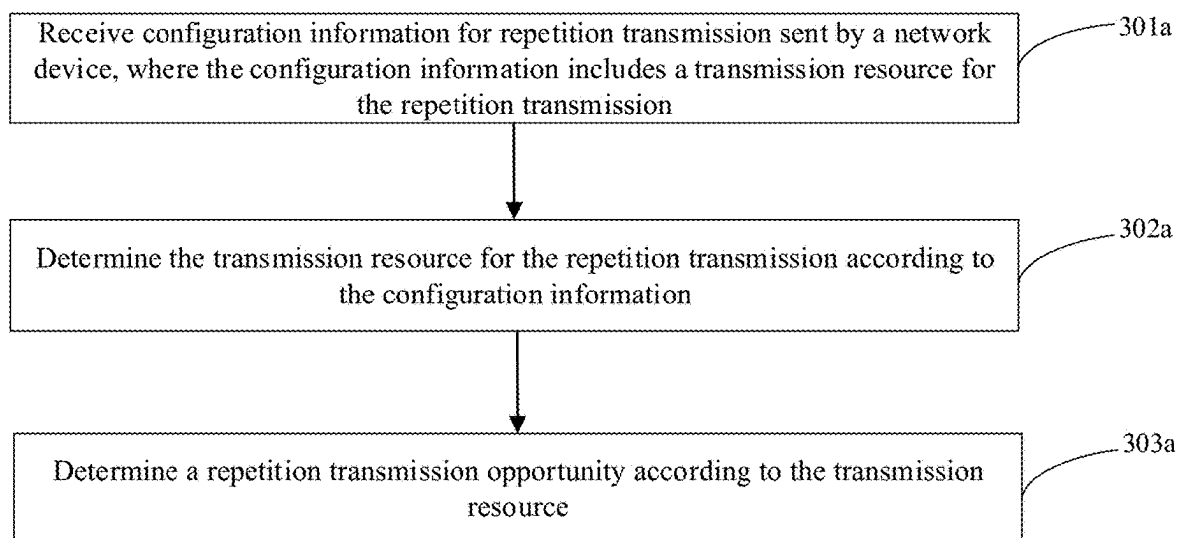 Receive configuration information for repetition transmission sent by a network
device, where the configuration information includes a transmission resource for
the repetition transmission
301a
Determine the transmission resource for the repetition transmission according to
the configuration information
302a
Determine a repetition transmission opportunity according to the transmission
resource
303a